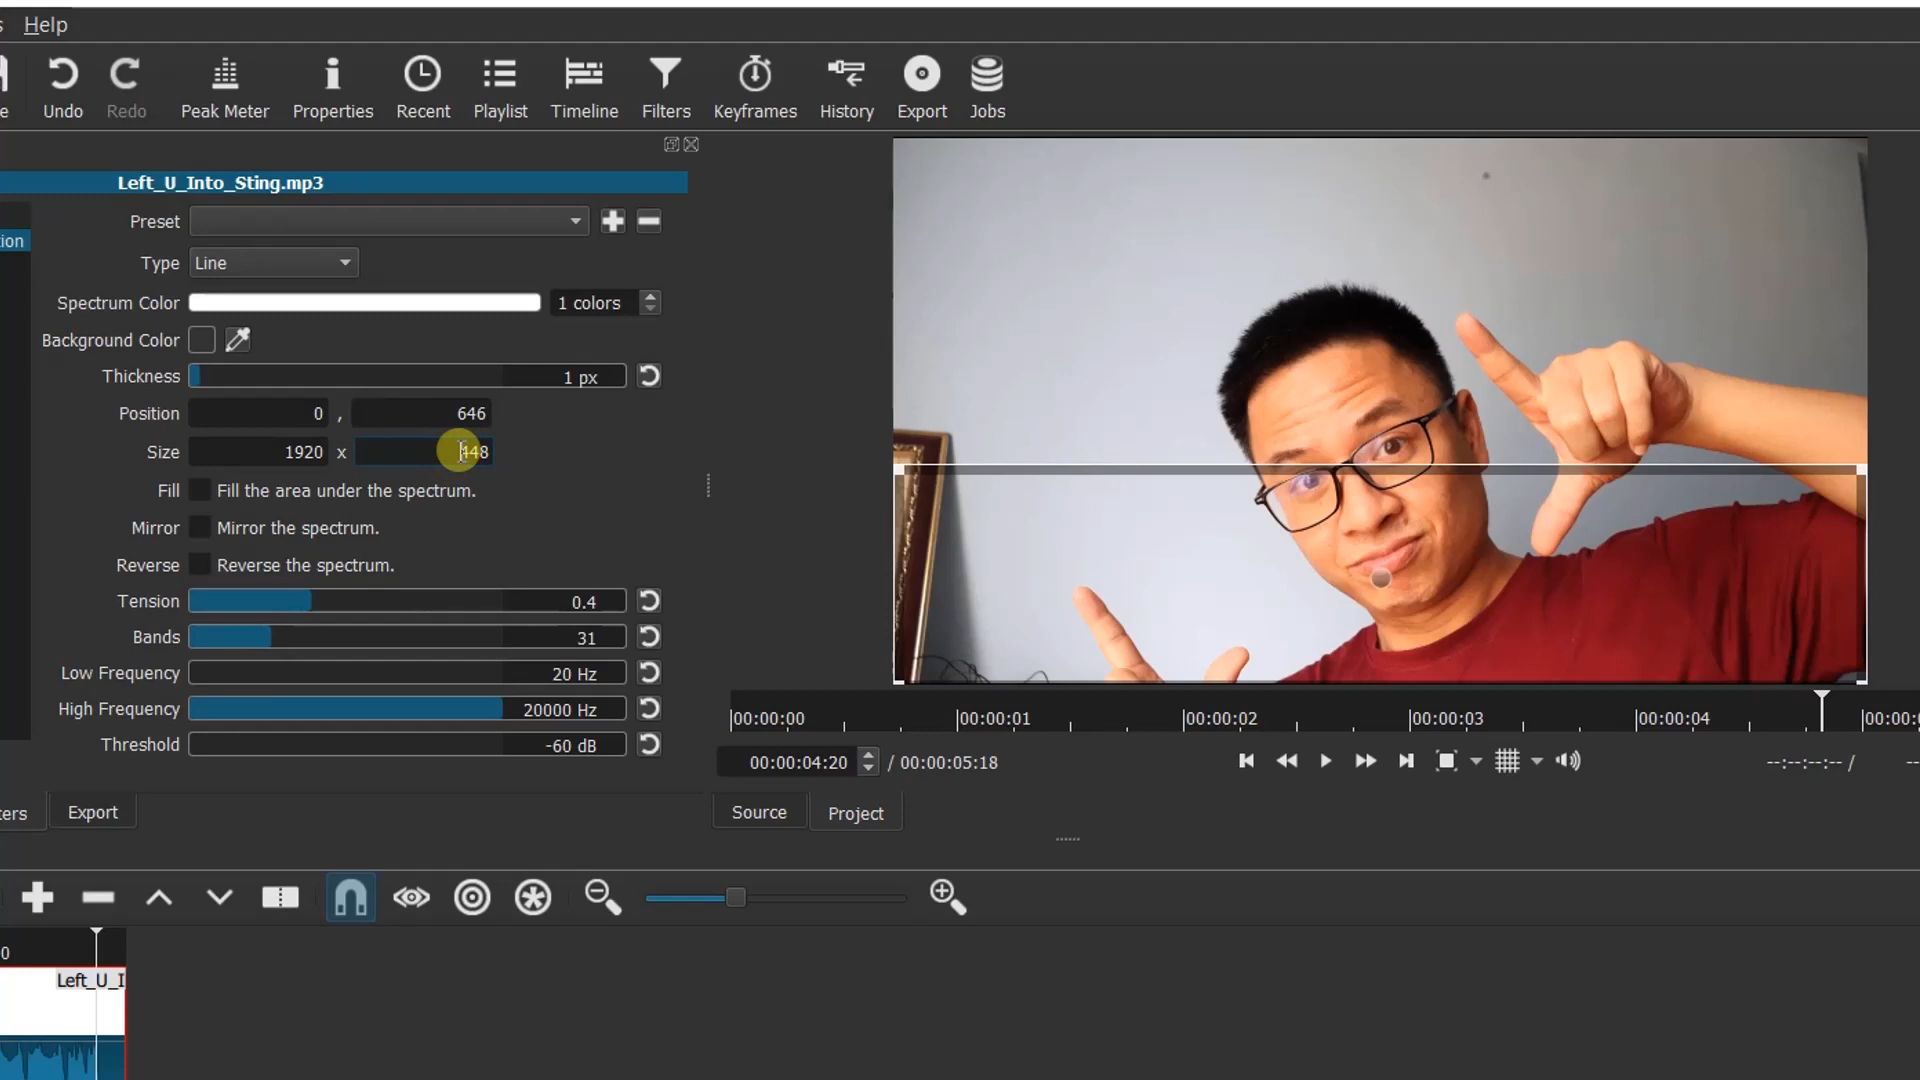 Help
Undo Redo Peak Meter Properties Recent Playlist Timeline Filters Keyframes History Export Jobs
Left_U_Into_Sting.mp3
Preset
Type Line
Spectrum Color 1 colors
Background Color
Thickness 1 px
Position 0 , 646
Size 1920 x 448
Fill Fill the area under the spectrum.
Mirror Mirror the spectrum.
Reverse Reverse the spectrum.
Tension 0.4
Bands 31
Low Frequency 20 Hz
High Frequency 20000 Hz
Threshold -60 dB
Export
00:00:00 00:00:01 00:00:02 00:00:03 00:00:04 00:00:0
00:00:04:20 / 00:00:05:18 --:--:--:-- / --
Source Project
0
Left_U_I